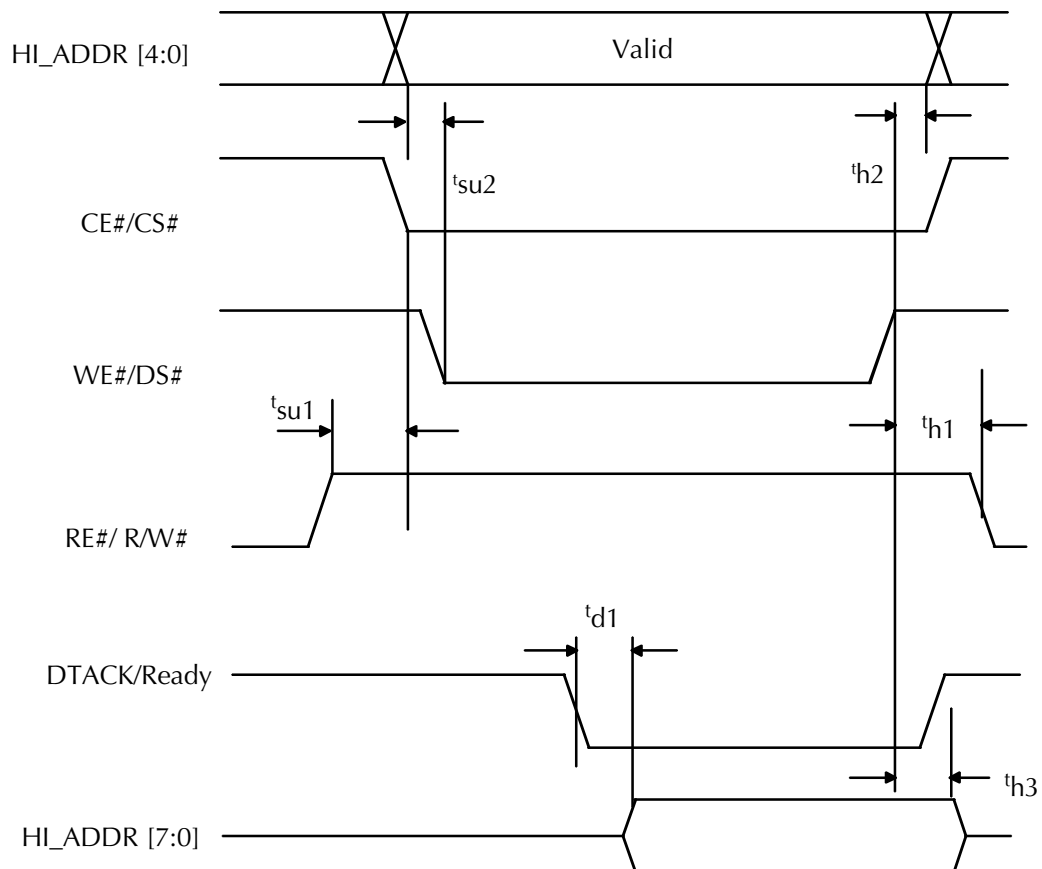 HI_ADDR [4:0]
Valid
tsu2
th2
CE#/CS#
WE#/DS#
tsu1
th1
RE#/ R/W#
td1
DTACK/Ready
th3
HI_ADDR [7:0]